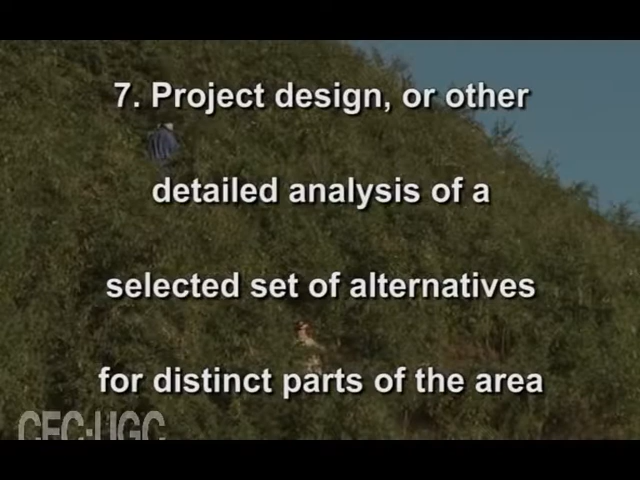 7. Project design, or other
detailed analysis of a
selected set of alternatives
for distinct parts of the area
CEC:UGC